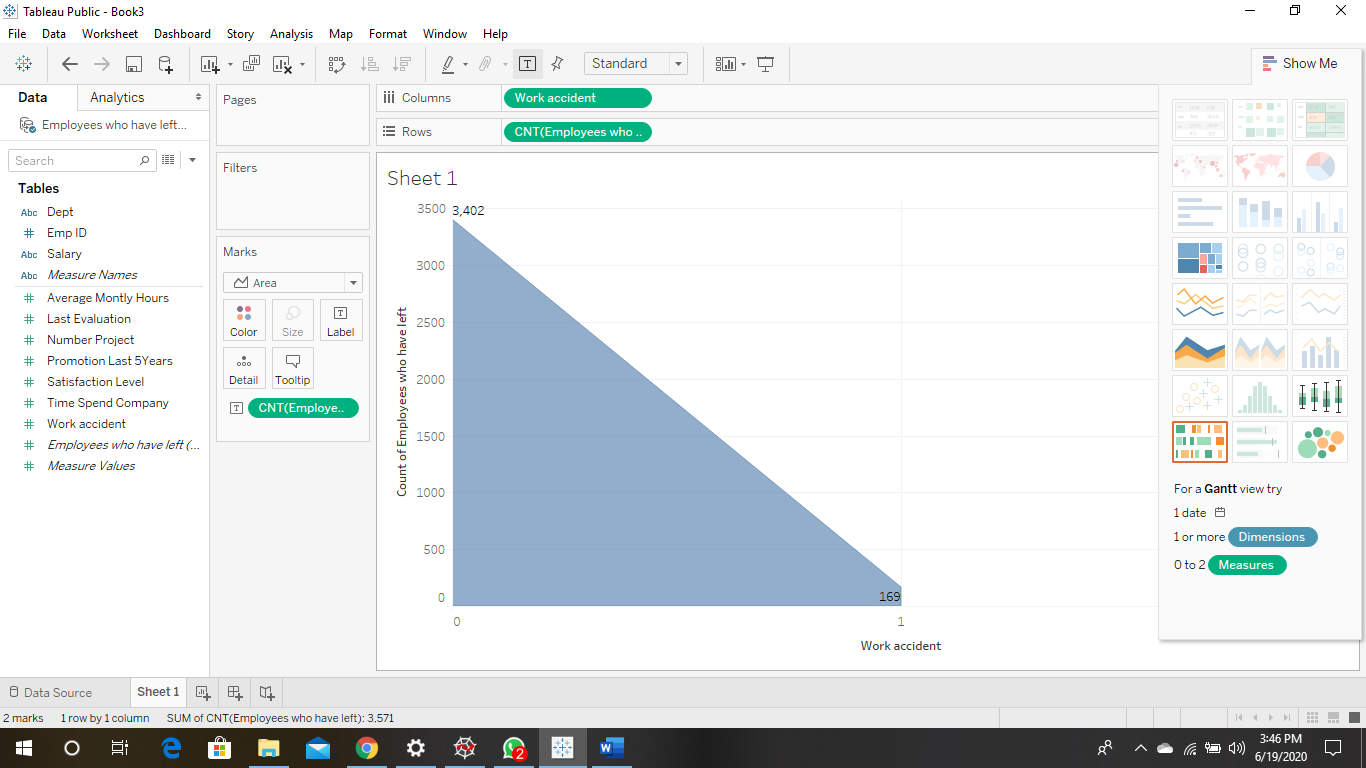 Tableau Public - Book3
File Data Worksheet Dashboard Story Analysis Map Format Window Help
Standard
Show Me
Data Analytics
Employees who have left...
Search
Tables
Abc Dept
# Emp ID
Abc Salary
Abc Measure Names
# Average Montly Hours
# Last Evaluation
# Number Project
# Promotion Last 5Years
# Satisfaction Level
# Time Spend Company
# Work accident
# Employees who have left (...
# Measure Values
Pages
Filters
Marks
Area
Color Size Label
Detail Tooltip
CNT(Employe..
Columns Work accident
Rows CNT(Employees who ..
Sheet 1
Count of Employees who have left
3500
3000
2500
2000
1500
1000
500
0
3,402
169
0 1
Work accident
For a Gantt view try
1 date
1 or more Dimensions
0 to 2 Measures
Data Source Sheet 1
2 marks 1 row by 1 column SUM of CNT(Employees who have left): 3,571
2
3:46 PM
6/19/2020